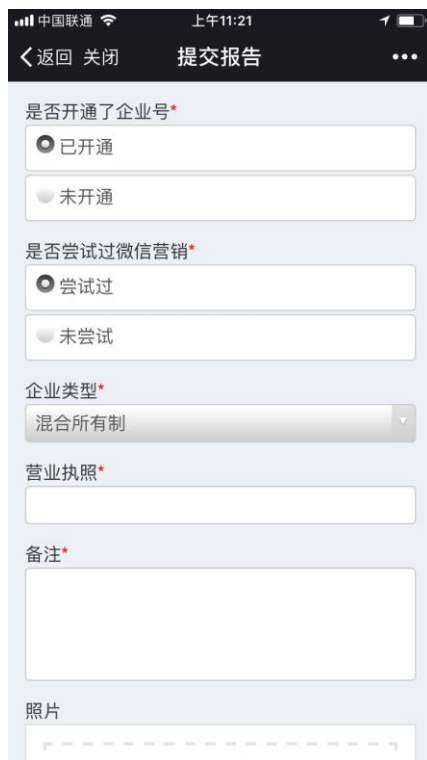 中国联通 上午11:21
返回 关闭 提交报告
是否开通了企业号*
已开通
未开通
是否尝试过微信营销*
尝试过
未尝试
企业类型*
混合所有制
营业执照*
备注*
照片